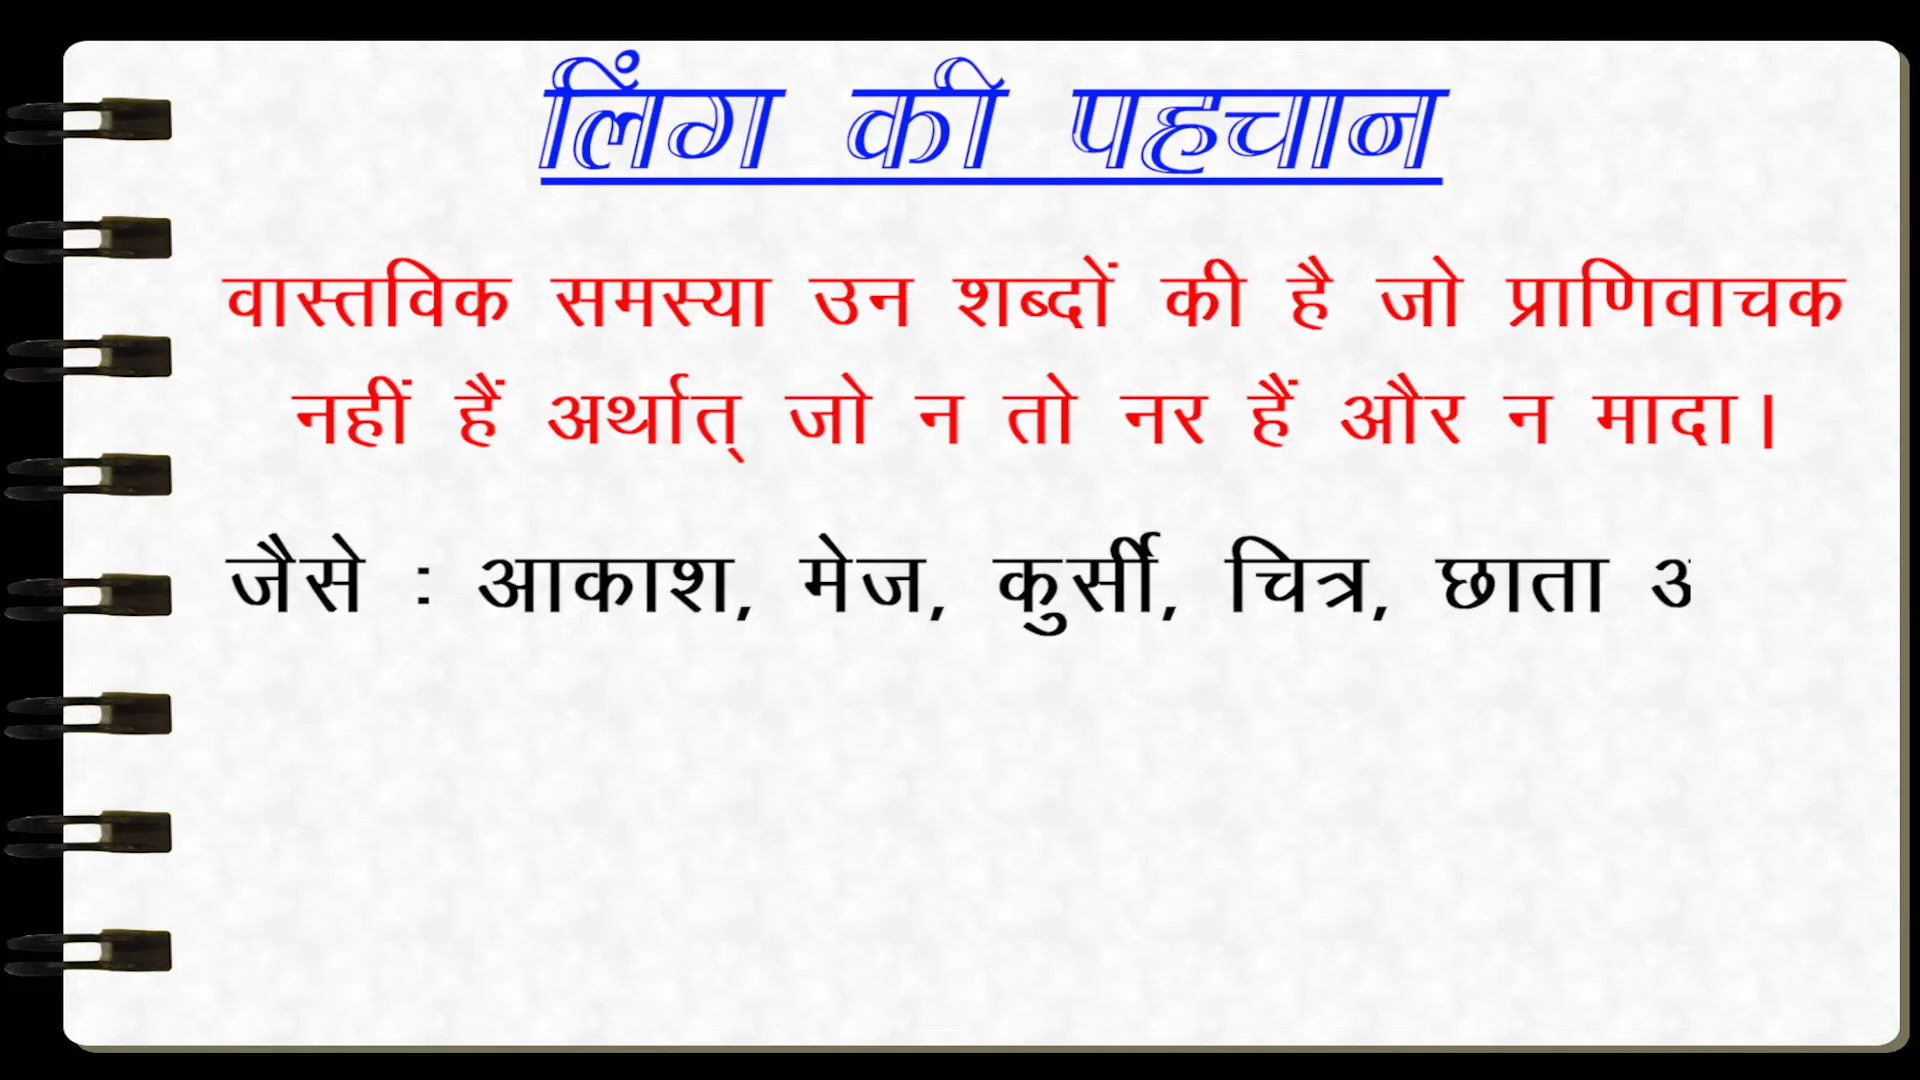 लिंग की पहचान
वास्तविक समस्या उन शब्दों की है जो प्राणिवाचक
नहीं हैं अर्थात् जो न तो नर हैं और न मादा।
जैसे : आकाश, मेज, कुर्सी, चित्र, छाता